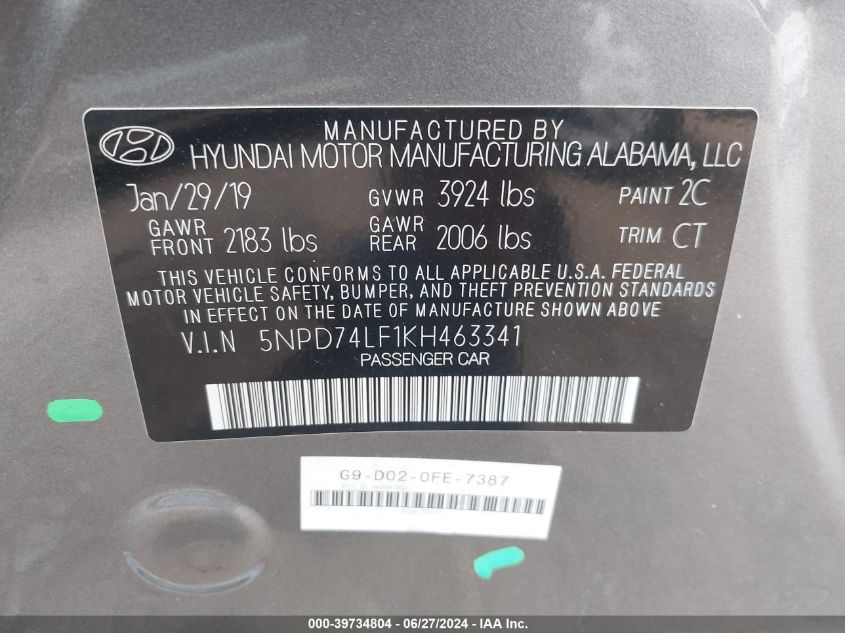 MANUFACTURED BY
HYUNDAI MOTOR MANUFACTURING ALABAMA, LLC
Jan/29/19 GVWR 3924 lbs PAINT 2C
GAWR FRONT 2183 lbs GAWR REAR 2006 lbs TRIM CT
THIS VEHICLE CONFORMS TO ALL APPLICABLE U.S.A. FEDERAL
MOTOR VEHICLE SAFETY, BUMPER, AND THEFT PREVENTION STANDARDS
IN EFFECT ON THE DATE OF MANUFACTURE SHOWN ABOVE
V.I.N 5NPD74LF1KH463341
PASSENGER CAR
G9-D02-0FE-7387
FCC ID
000-39734804 - 06/27/2024 - IAA Inc.